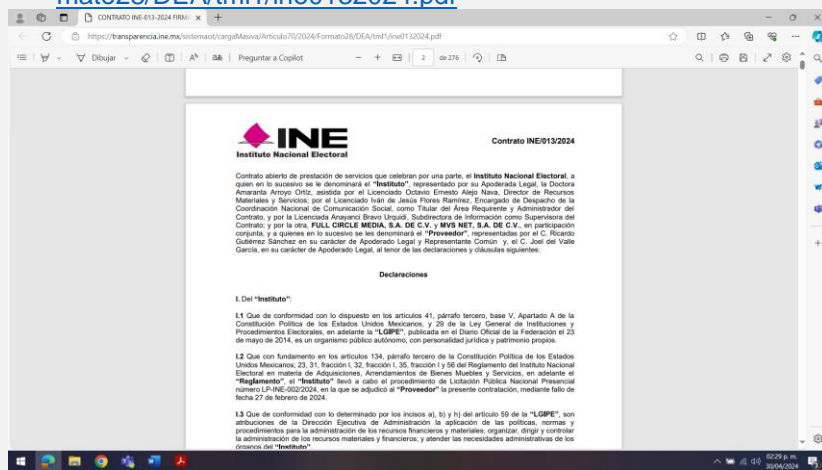 mato28/DEA/tml1/ine0132024.pdf
CONTRATO INE-013-2024 FIRMA
https://transparencia.ine.mx/sistemaot/cargaMasiva/Articulo70/2024/Formato28/DEA/tml1/ine0132024.pdf
Dibujar
Preguntar a Copilot
2 de 276
INE
Instituto Nacional Electoral
Contrato INE/013/2024
Contrato abierto de prestación de servicios que celebran por una parte, el Instituto Nacional Electoral, a
quien en lo sucesivo se le denominará el "Instituto", representado por su Apoderada Legal, la Doctora
Amaranta Arroyo Ortiz, asistida por el Licenciado Octavio Ernesto Alejo Nava, Director de Recursos
Materiales y Servicios; por el Licenciado Iván de Jesús Flores Ramírez, Encargado de Despacho de la
Coordinación Nacional de Comunicación Social, como Titular del Área Requirente y Administrador del
Contrato, y por la Licenciada Anayanci Bravo Urquidi, Subdirectora de Información como Supervisora del
Contrato; y por la otra, FULL CIRCLE MEDIA, S.A. DE C.V. y MVS NET, S.A. DE C.V., en participación
conjunta, y a quienes en lo sucesivo se les denominará el "Proveedor", representadas por el C. Ricardo
Gutiérrez Sánchez en su carácter de Apoderado Legal y Representante Común y, el C. Joel del Valle
García, en su carácter de Apoderado Legal, al tenor de las declaraciones y cláusulas siguientes:
Declaraciones
I. Del "Instituto":
I.1 Que de conformidad con lo dispuesto en los artículos 41, párrafo tercero, base V, Apartado A de la
Constitución Política de los Estados Unidos Mexicanos, y 29 de la Ley General de Instituciones y
Procedimientos Electorales, en adelante la "LGIPE", publicada en el Diario Oficial de la Federación el 23
de mayo de 2014, es un organismo público autónomo, con personalidad jurídica y patrimonio propios.
I.2 Que con fundamento en los artículos 134, párrafo tercero de la Constitución Política de los Estados
Unidos Mexicanos; 23, 31, fracción I, 32, fracción I, 35, fracción I y 56 del Reglamento del Instituto Nacional
Electoral en materia de Adquisiciones, Arrendamientos de Bienes Muebles y Servicios, en adelante el
"Reglamento", el "Instituto" llevó a cabo el procedimiento de Licitación Pública Nacional Presencial
número LP-INE-002/2024, en la que se adjudicó al "Proveedor" la presente contratación, mediante fallo de
fecha 27 de febrero de 2024.
I.3 Que de conformidad con lo determinado por los incisos a), b) y h) del artículo 59 de la "LGIPE", son
atribuciones de la Dirección Ejecutiva de Administración la aplicación de las políticas, normas y
procedimientos para la administración de los recursos financieros y materiales; organizar, dirigir y controlar
la administración de los recursos materiales y financieros; y atender las necesidades administrativas de los
órganos del "Instituto".
02:29 p. m.
30/04/2024